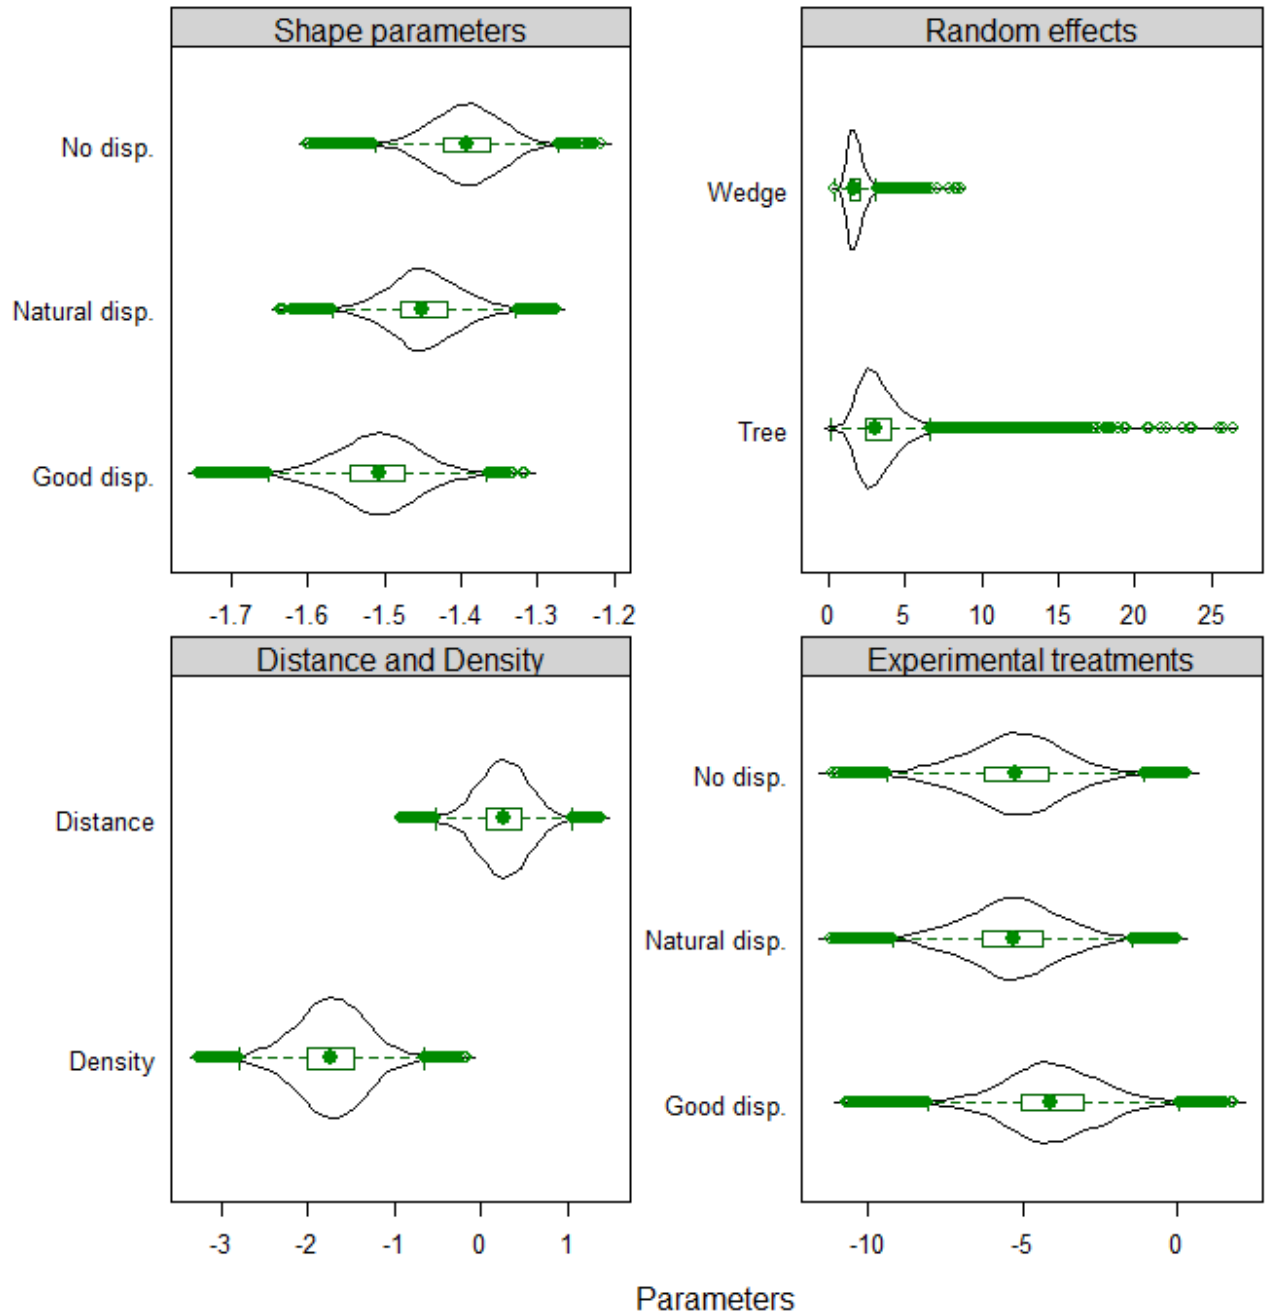 Shape parameters
No disp.
Natural disp.
Good disp.
-1.7 -1.6 -1.5 -1.4 -1.3 -1.2
Random effects
Wedge
Tree
0 5 10 15 20 25
Distance and Density
Distance
Density
-3 -2 -1 0 1
Experimental treatments
No disp.
Natural disp.
Good disp.
-10 -5 0
Parameters